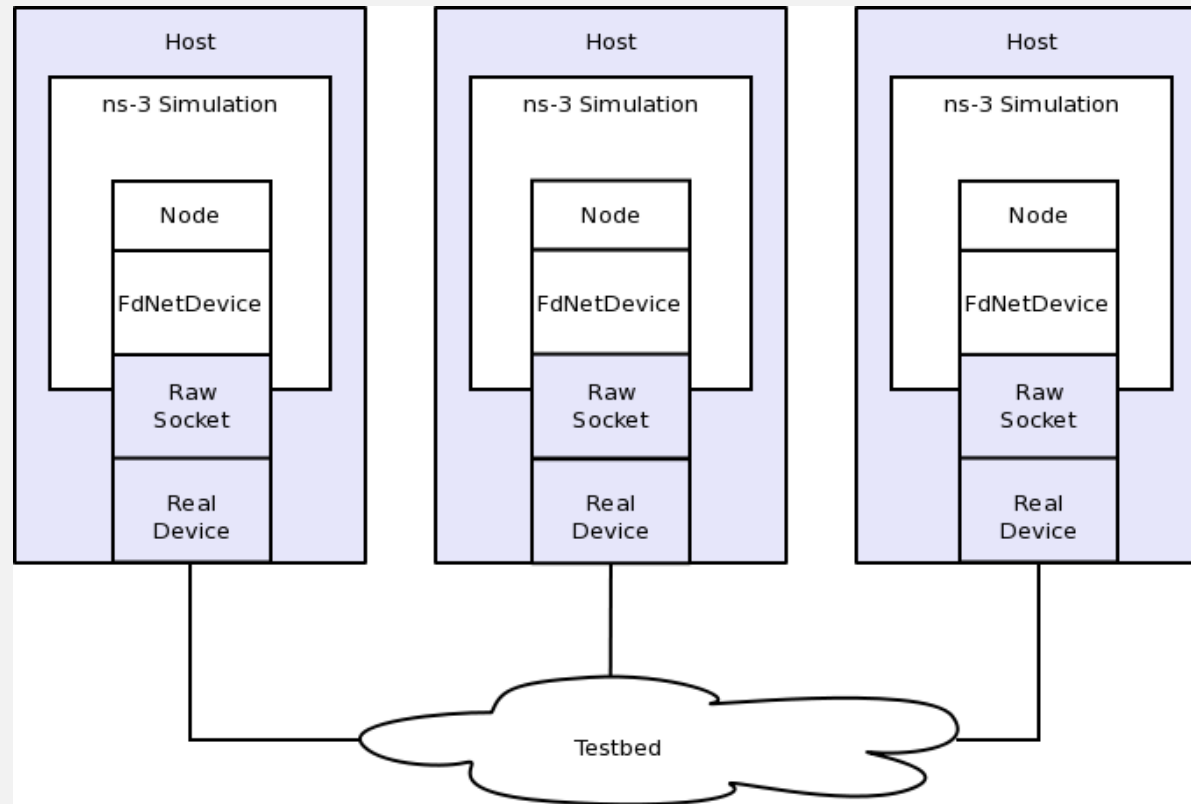 Host
ns-3 Simulation
Node
FdNetDevice
Raw
Socket
Real
Device
Host
ns-3 Simulation
Node
FdNetDevice
Raw
Socket
Real
Device
Host
ns-3 Simulation
Node
FdNetDevice
Raw
Socket
Real
Device
Testbed